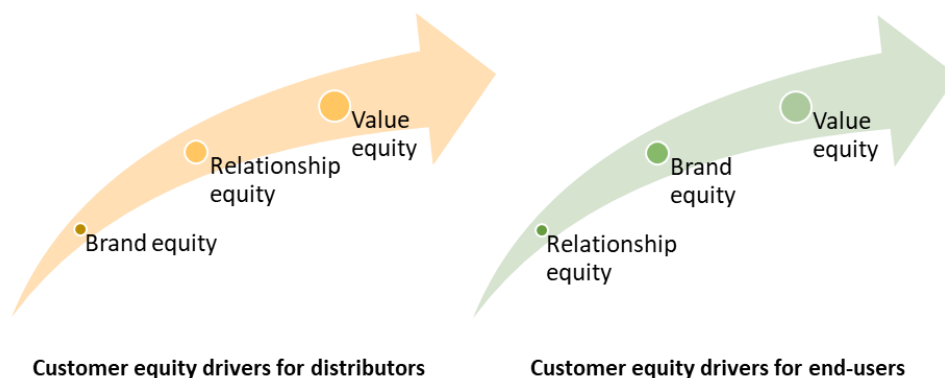 Value
equity
Relationship
equity
Brand equity
Customer equity drivers for distributors
Value
equity
Brand
equity
Relationship
equity
Customer equity drivers for end-users